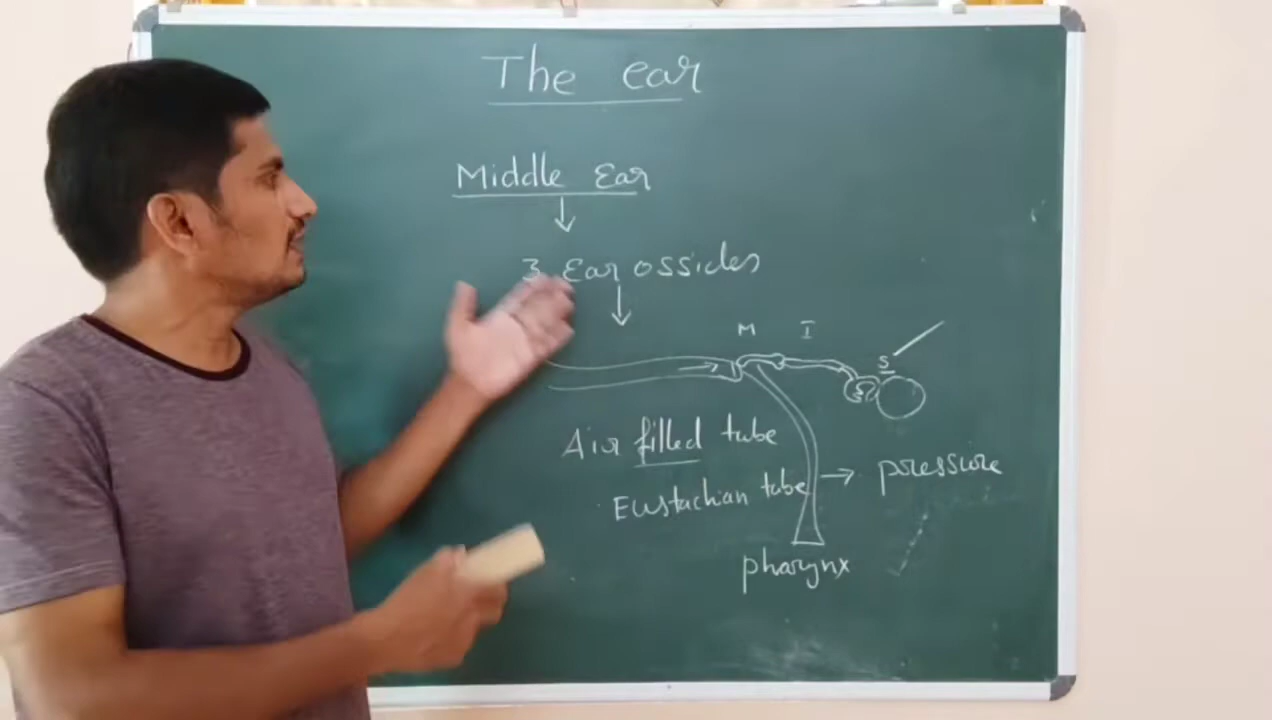 The ear
Middle Ear
3 Ear ossicles
M I
S
Air filled tube
Eustachian tube
pressure
pharynx